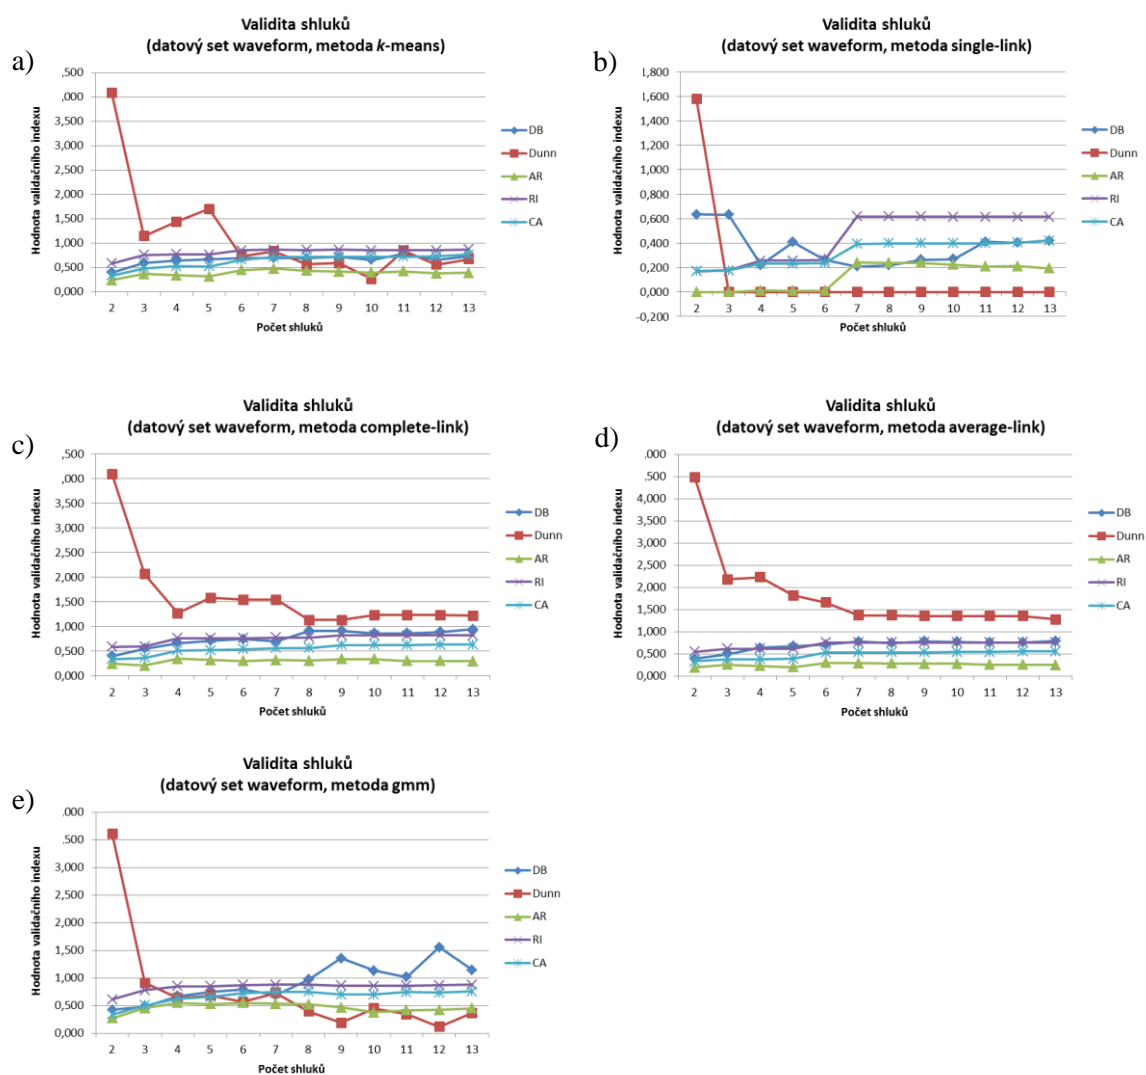 Validita shluků
(datový set waveform, metoda k-means)
a)
Hodnota validačního indexu
,500
,000
3,500
3,000
2,500
2,000
1,500
1,000
0,500
0,000
2 3 4 5 6 7 8 9 10 11 12 13
Počet shluků
DB
Dunn
AR
RI
CA
Validita shluků
(datový set waveform, metoda single-link)
b)
Hodnota validačního indexu
1,800
1,600
1,400
1,200
1,000
0,800
0,600
0,400
0,200
0,000
-0,200
2 3 4 5 6 7 8 9 10 11 12 13
Počet shluků
DB
Dunn
AR
RI
CA
Validita shluků
(datový set waveform, metoda complete-link)
c)
Hodnota validačního indexu
,500
,000
3,500
3,000
2,500
2,000
1,500
1,000
0,500
0,000
2 3 4 5 6 7 8 9 10 11 12 13
Počet shluků
DB
Dunn
AR
RI
CA
Validita shluků
(datový set waveform, metoda average-link)
d)
Hodnota validačního indexu
,000
,500
4,000
3,500
3,000
2,500
2,000
1,500
1,000
0,500
0,000
2 3 4 5 6 7 8 9 10 11 12 13
Počet shluků
DB
Dunn
AR
RI
CA
Validita shluků
(datový set waveform, metoda gmm)
e)
Hodnota validačního indexu
,000
,500
3,000
2,500
2,000
1,500
1,000
0,500
0,000
2 3 4 5 6 7 8 9 10 11 12 13
Počet shluků
DB
Dunn
AR
RI
CA